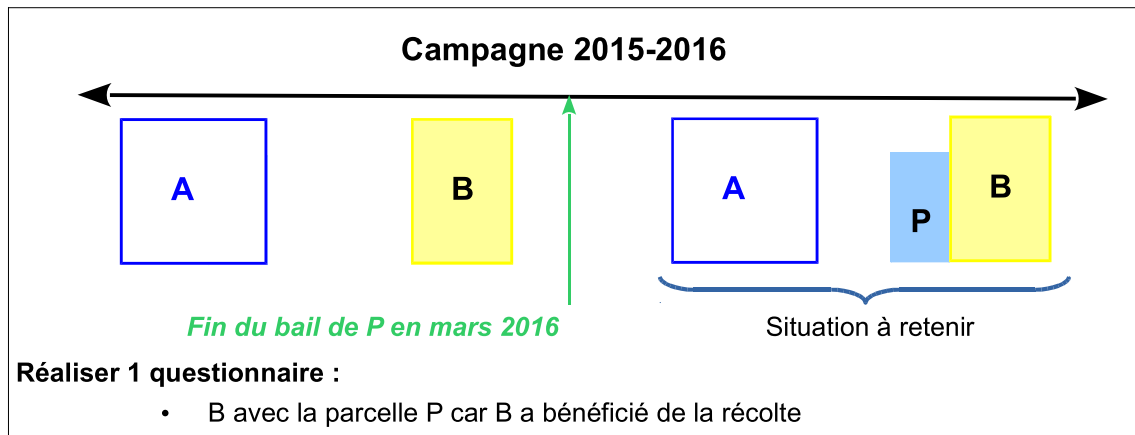 Campagne 2015-2016
A
B
A
P
B
Fin du bail de P en mars 2016
Situation à retenir
Réaliser 1 questionnaire :
• B avec la parcelle P car B a bénéficié de la récolte